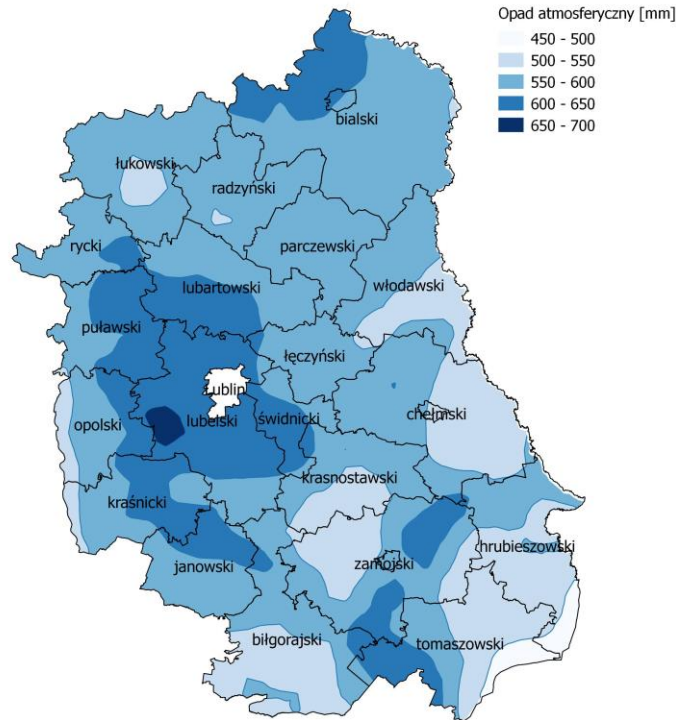 Opad atmosferyczny [mm]
450 - 500
500 - 550
550 - 600
600 - 650
650 - 700
bialski
łukowski
radzyński
rycki
parczewski
lubartowski
włodawski
puławski
łęczyński
Lublin
opolski
lubelski
świdnicki
chełmski
krasnostawski
kraśnicki
hrubieszowski
janowski
zamojski
biłgorajski
tomaszowski